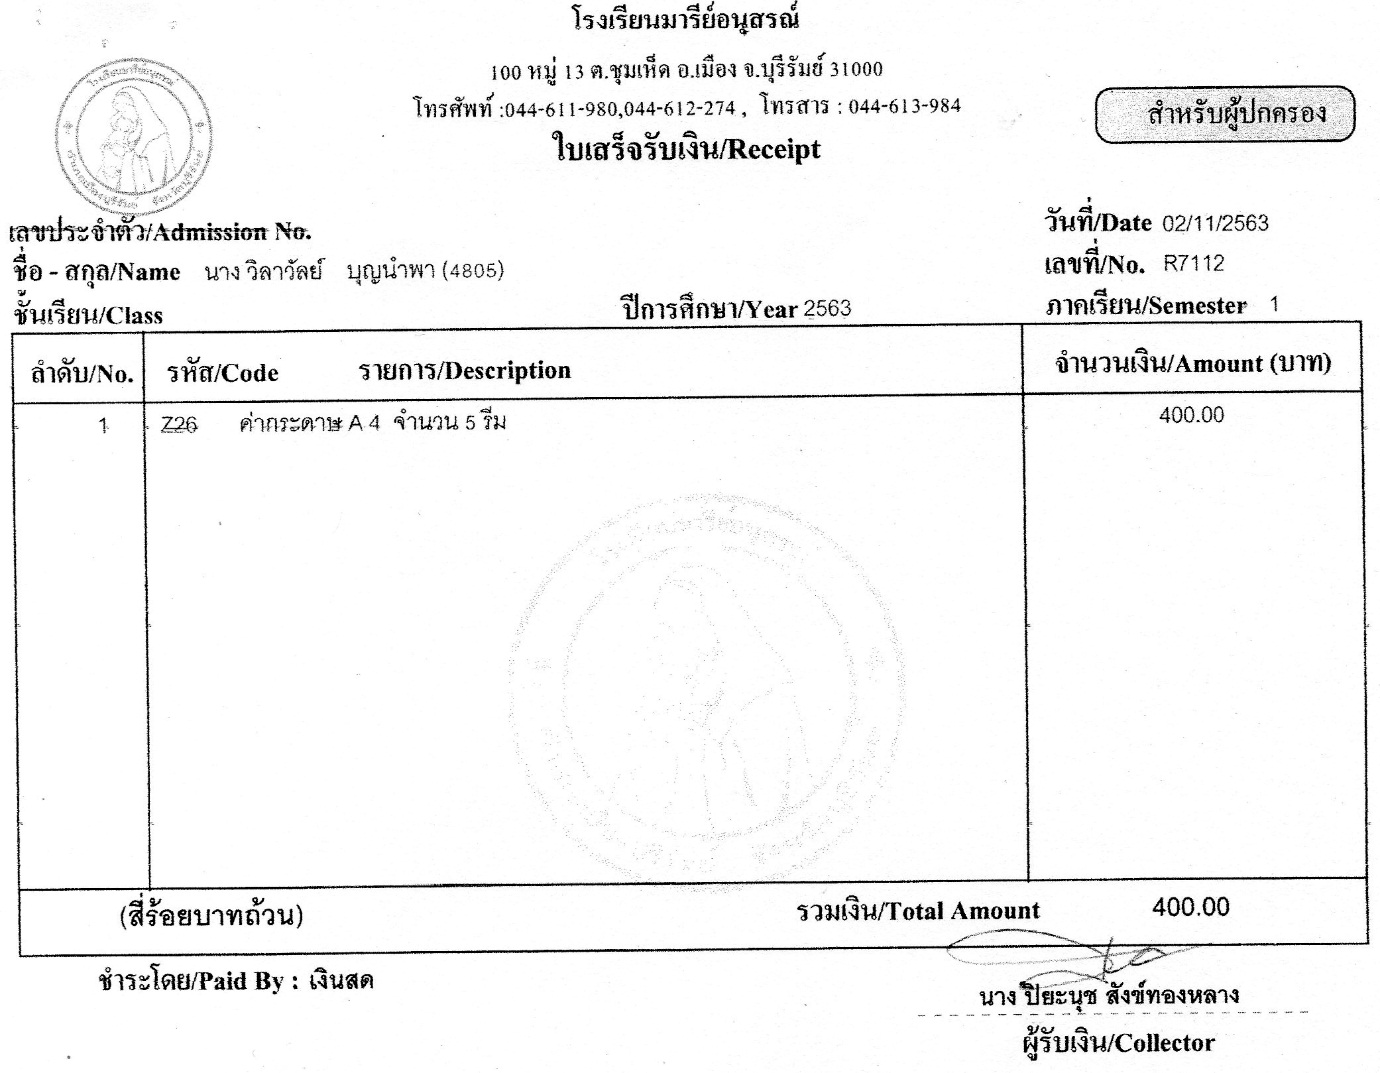 โรงเรียนมารีย์อนุสรณ์
100 หมู่ 13 ต.ชุมเห็ด อ.เมือง จ.บุรีรัมย์ 31000
โทรศัพท์ :044-611-980,044-612-274 , โทรสาร : 044-613-984
สำหรับผู้ปกครอง
ใบเสร็จรับเงิน/Receipt
เลขประจำตัว/Admission No.
วันที่/Date 02/11/2563
ชื่อ - สกุล/Name นาง วิลาวัลย์ บุญนำพา (4805)
เลขที่/No. R7112
ชั้นเรียน/Class ปีการศึกษา/Year 2563 ภาคเรียน/Semester 1
ลำดับ/No. รหัส/Code รายการ/Description จำนวนเงิน/Amount (บาท)
1 Z26 ค่ากระดาษ A 4 จำนวน 5 รีม 400.00
(สี่ร้อยบาทถ้วน) รวมเงิน/Total Amount 400.00
ชำระโดย/Paid By : เงินสด
นาง ปิยะนุช สังข์ทองหลาง
ผู้รับเงิน/Collector